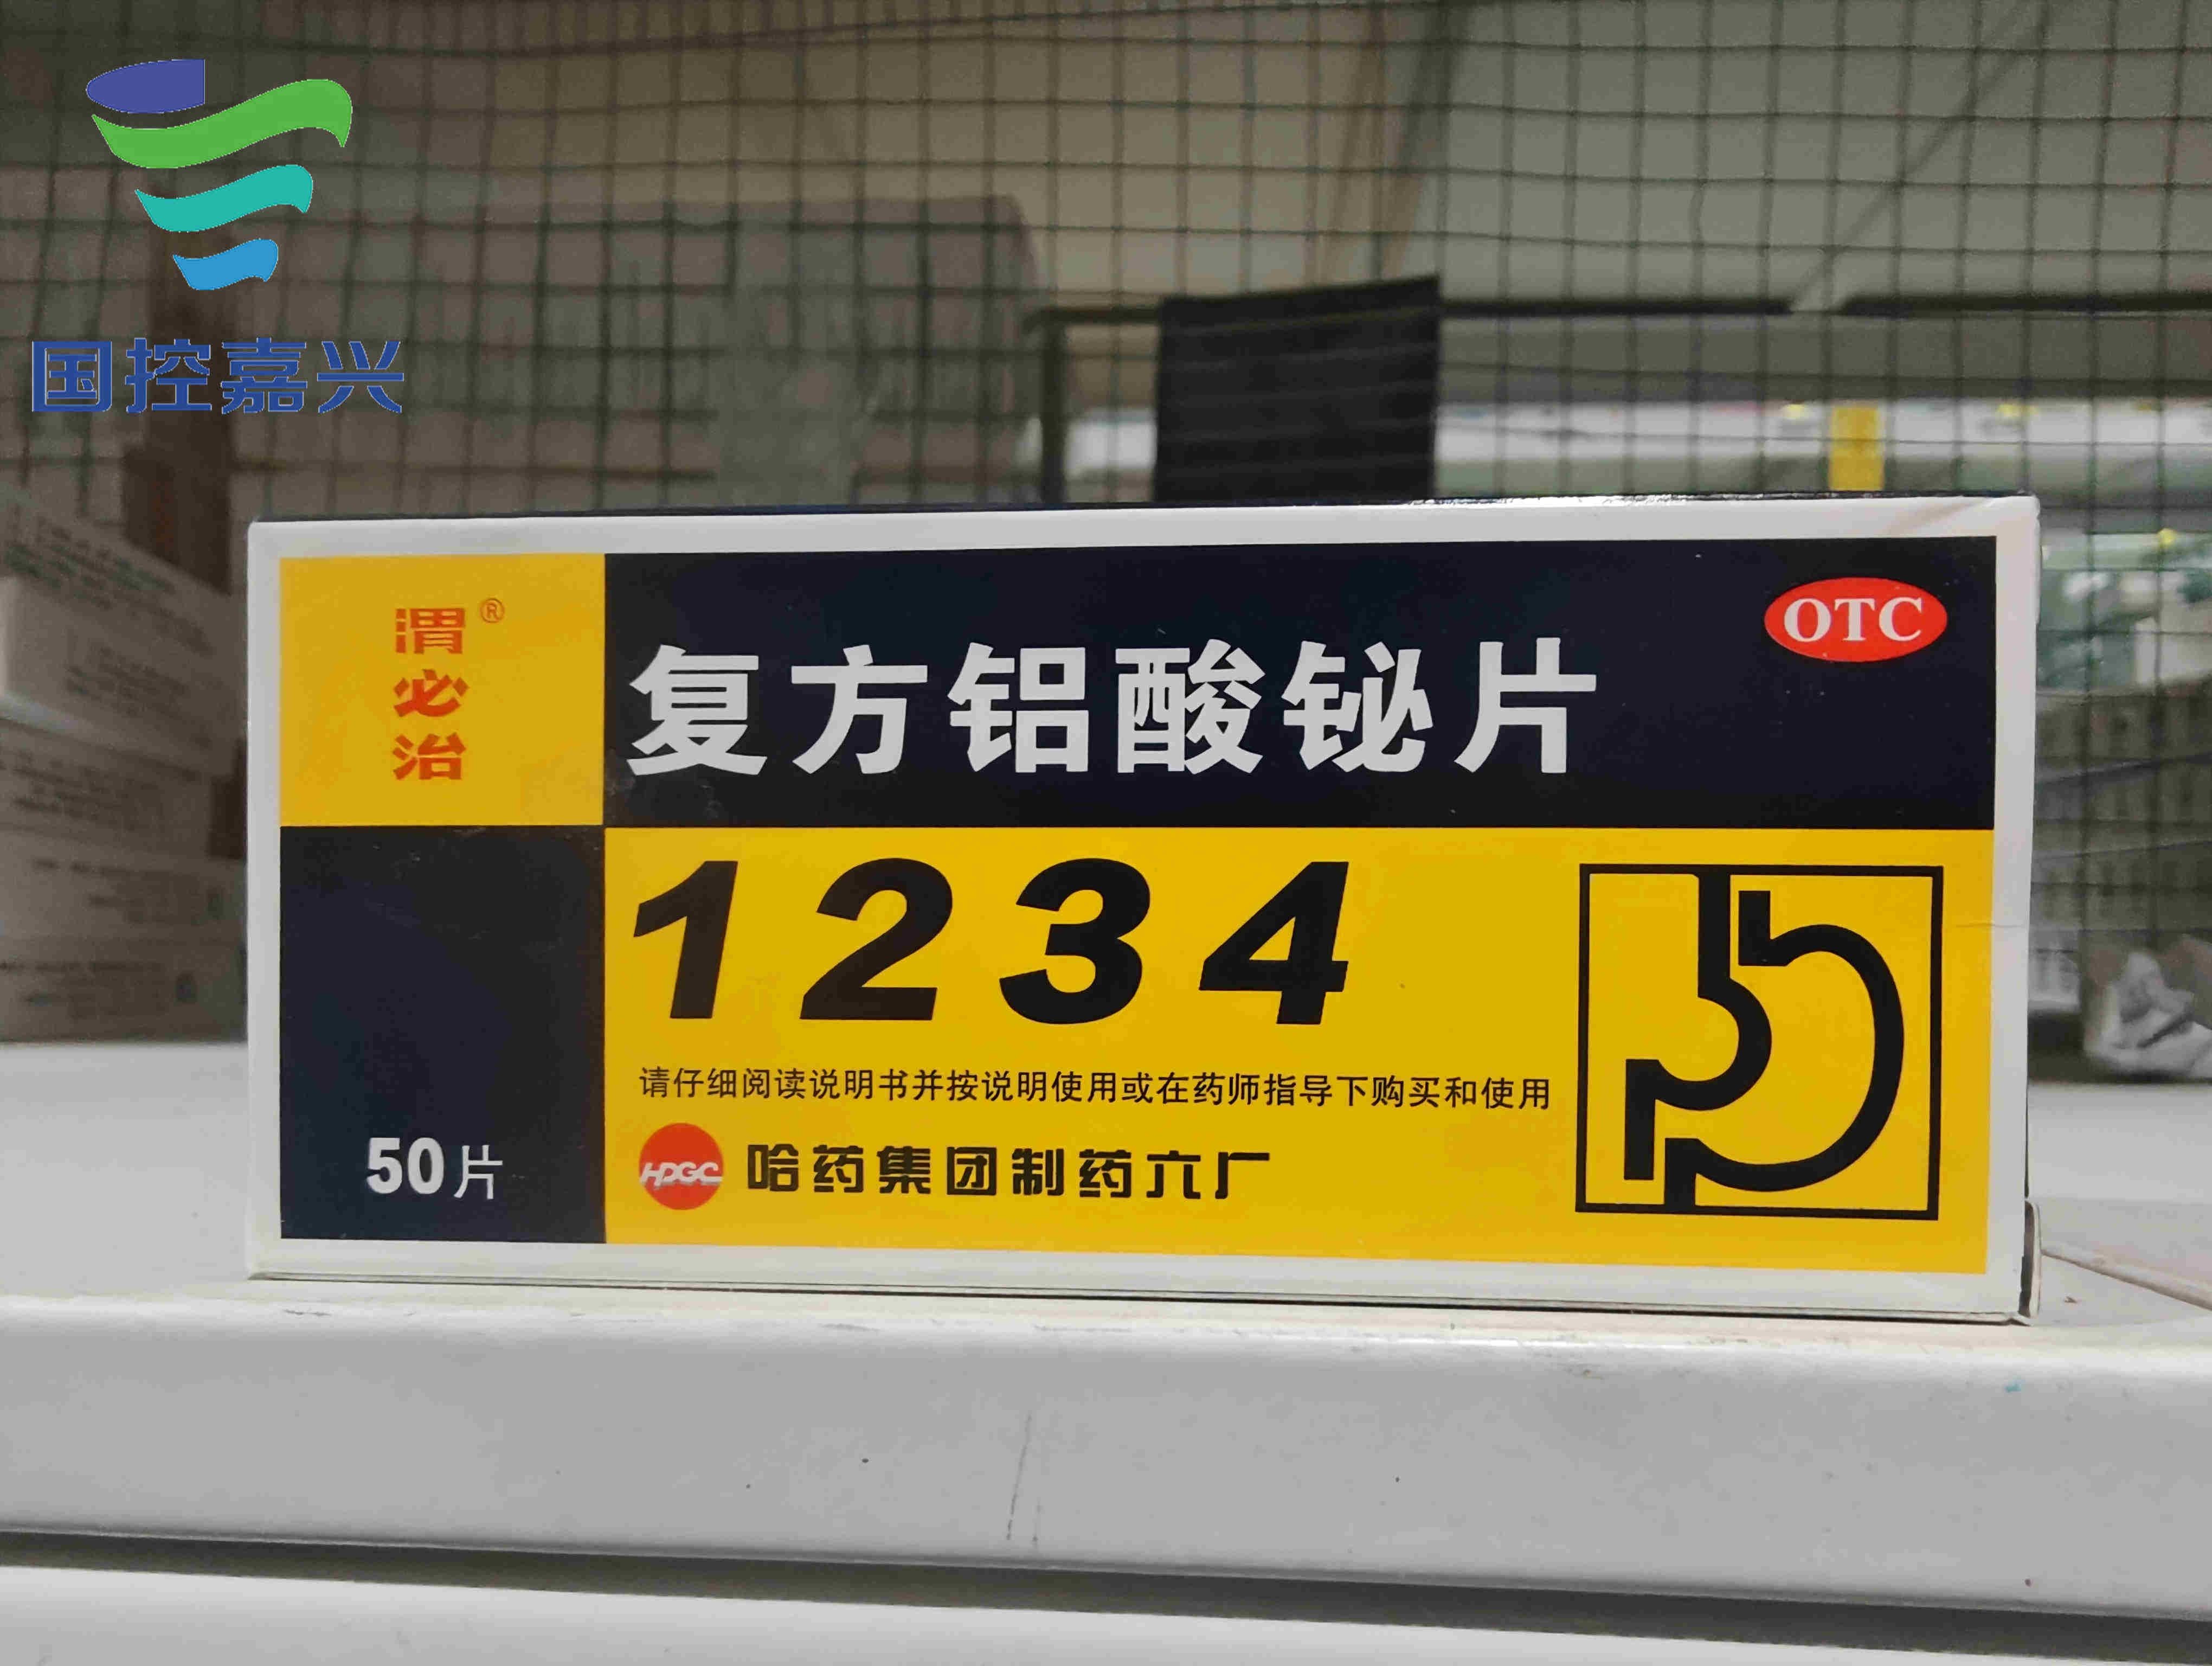 国控嘉兴
渭必治®
复方铝酸铋片
OTC
1234
请仔细阅读说明书并按说明使用或在药师指导下购买和使用
50片
HPGC 哈药集团制药六厂